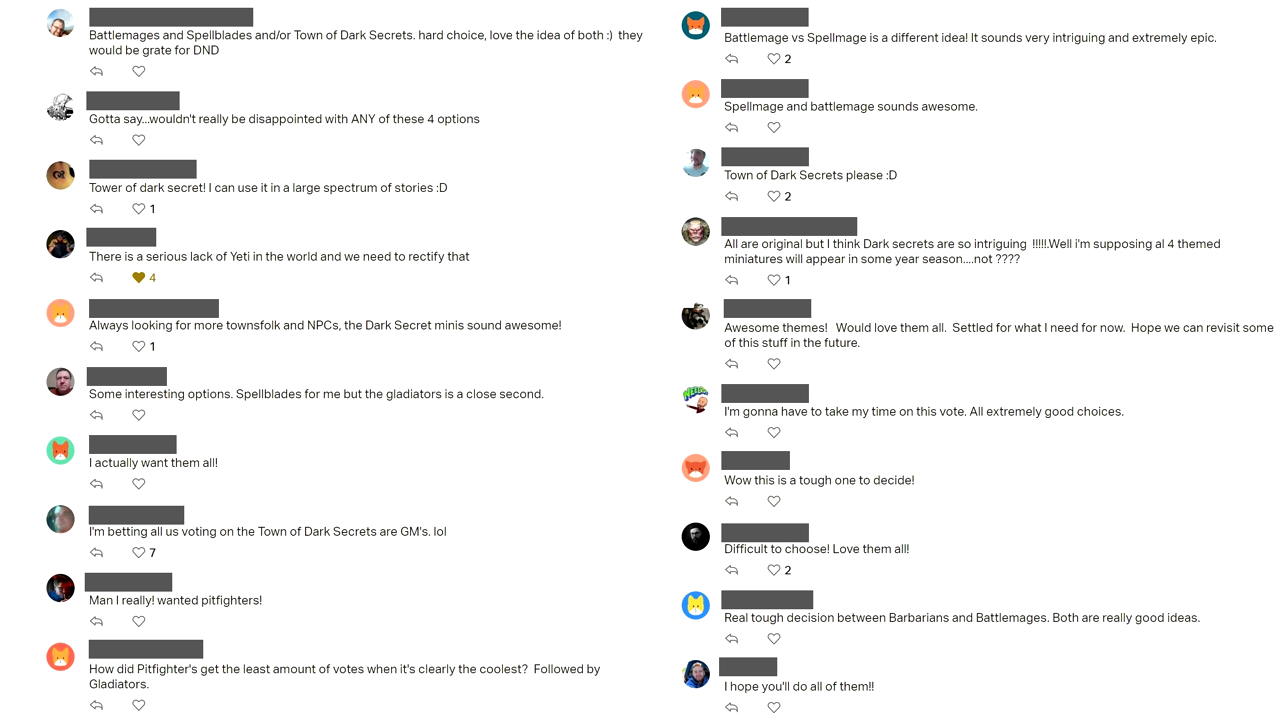 Battlemages and Spellblades and/or Town of Dark Secrets. hard choice, love the idea of both :)  they
would be grate for DND
Gotta say...wouldn't really be disappointed with ANY of these 4 options
Tower of dark secret! I can use it in a large spectrum of stories :D
1
There is a serious lack of Yeti in the world and we need to rectify that
4
Always looking for more townsfolk and NPCs, the Dark Secret minis sound awesome!
1
Some interesting options. Spellblades for me but the gladiators is a close second.
I actually want them all!
I'm betting all us voting on the Town of Dark Secrets are GM's. lol
7
Man I really! wanted pitfighters!
How did Pitfighter's get the least amount of votes when it's clearly the coolest?  Followed by
Gladiators.
Battlemage vs Spellmage is a different idea! It sounds very intriguing and extremely epic.
2
Spellmage and battlemage sounds awesome.
Town of Dark Secrets please :D
2
All are original but I think Dark secrets are so intriguing  !!!!!.Well i'm supposing al 4 themed
miniatures will appear in some year season....not ????
1
Awesome themes!   Would love them all.  Settled for what I need for now.  Hope we can revisit some
of this stuff in the future.
I'm gonna have to take my time on this vote. All extremely good choices.
Wow this is a tough one to decide!
Difficult to choose! Love them all!
2
Real tough decision between Barbarians and Battlemages. Both are really good ideas.
I hope you'll do all of them!!